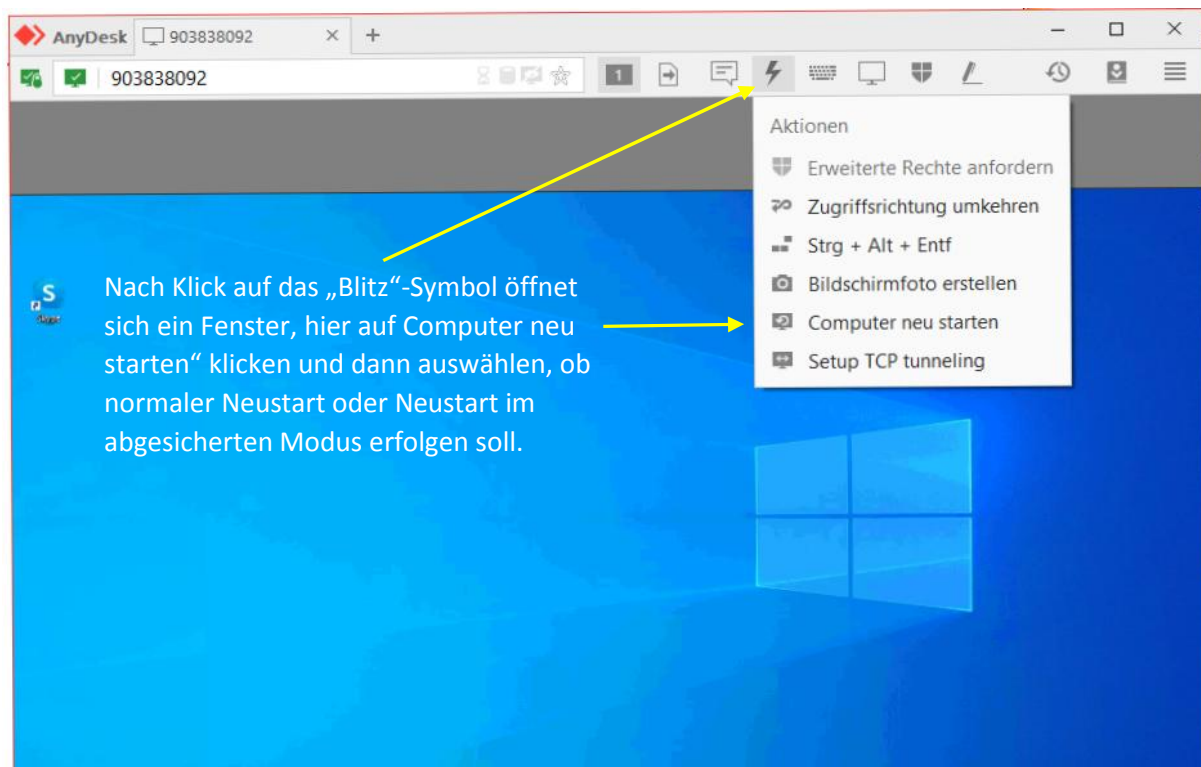 AnyDesk 903838092
903838092
1
Aktionen
Erweiterte Rechte anfordern
Zugriffsrichtung umkehren
Strg + Alt + Entf
Bildschirmfoto erstellen
Computer neu starten
Setup TCP tunneling
Nach Klick auf das „Blitz“-Symbol öffnet
sich ein Fenster, hier auf Computer neu
starten“ klicken und dann auswählen, ob
normaler Neustart oder Neustart im
abgesicherten Modus erfolgen soll.
S